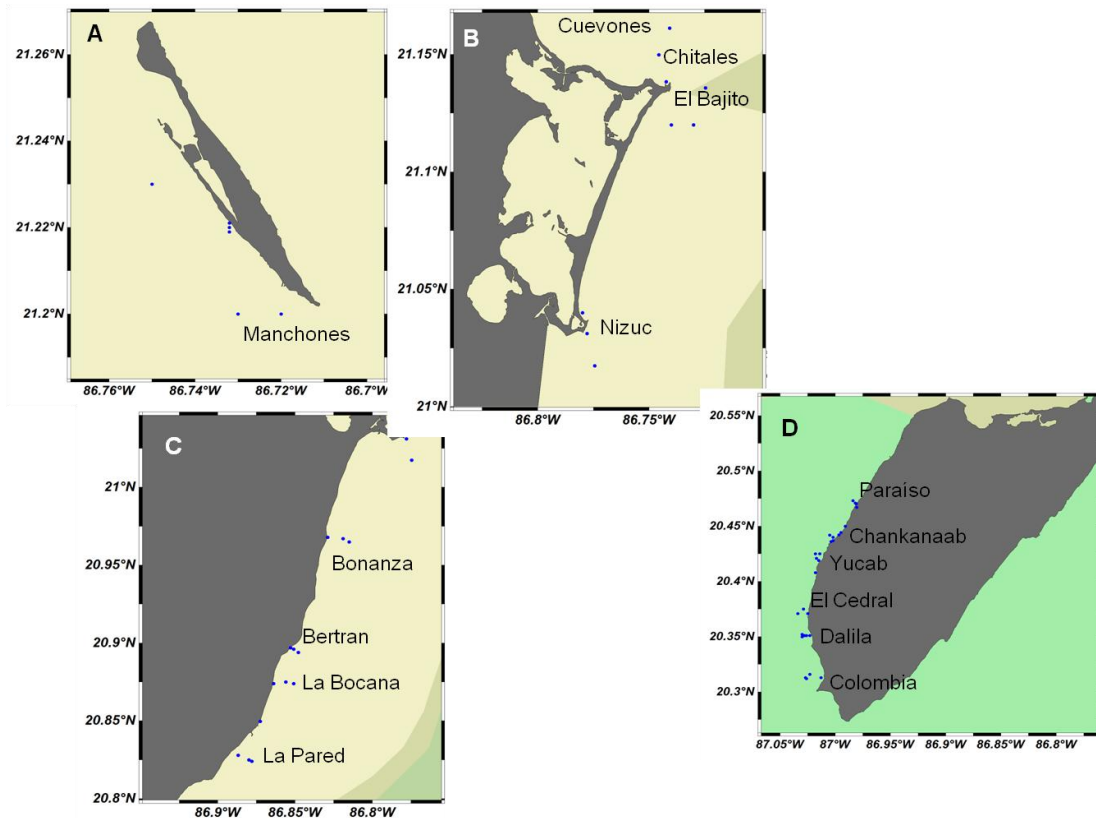 A
21.26°N
21.24°N
21.22°N
21.2°N
Manchones
86.76°W
86.74°W
86.72°W
86.7°W
B
Cuevones
Chitales
El Bajito
21.15°N
21.1°N
21.05°N
21°N
Nizuc
86.8°W
86.75°W
C
21°N
20.95°N
20.9°N
20.85°N
20.8°N
Bonanza
Bertran
La Bocana
La Pared
86.9°W
86.85°W
86.8°W
D
20.55°N
20.5°N
20.45°N
20.4°N
20.35°N
20.3°N
Paraíso
Chankanaab
Yucab
El Cedral
Dalila
Colombia
87.05°W
87°W
86.95°W
86.9°W
86.85°W
86.8°W